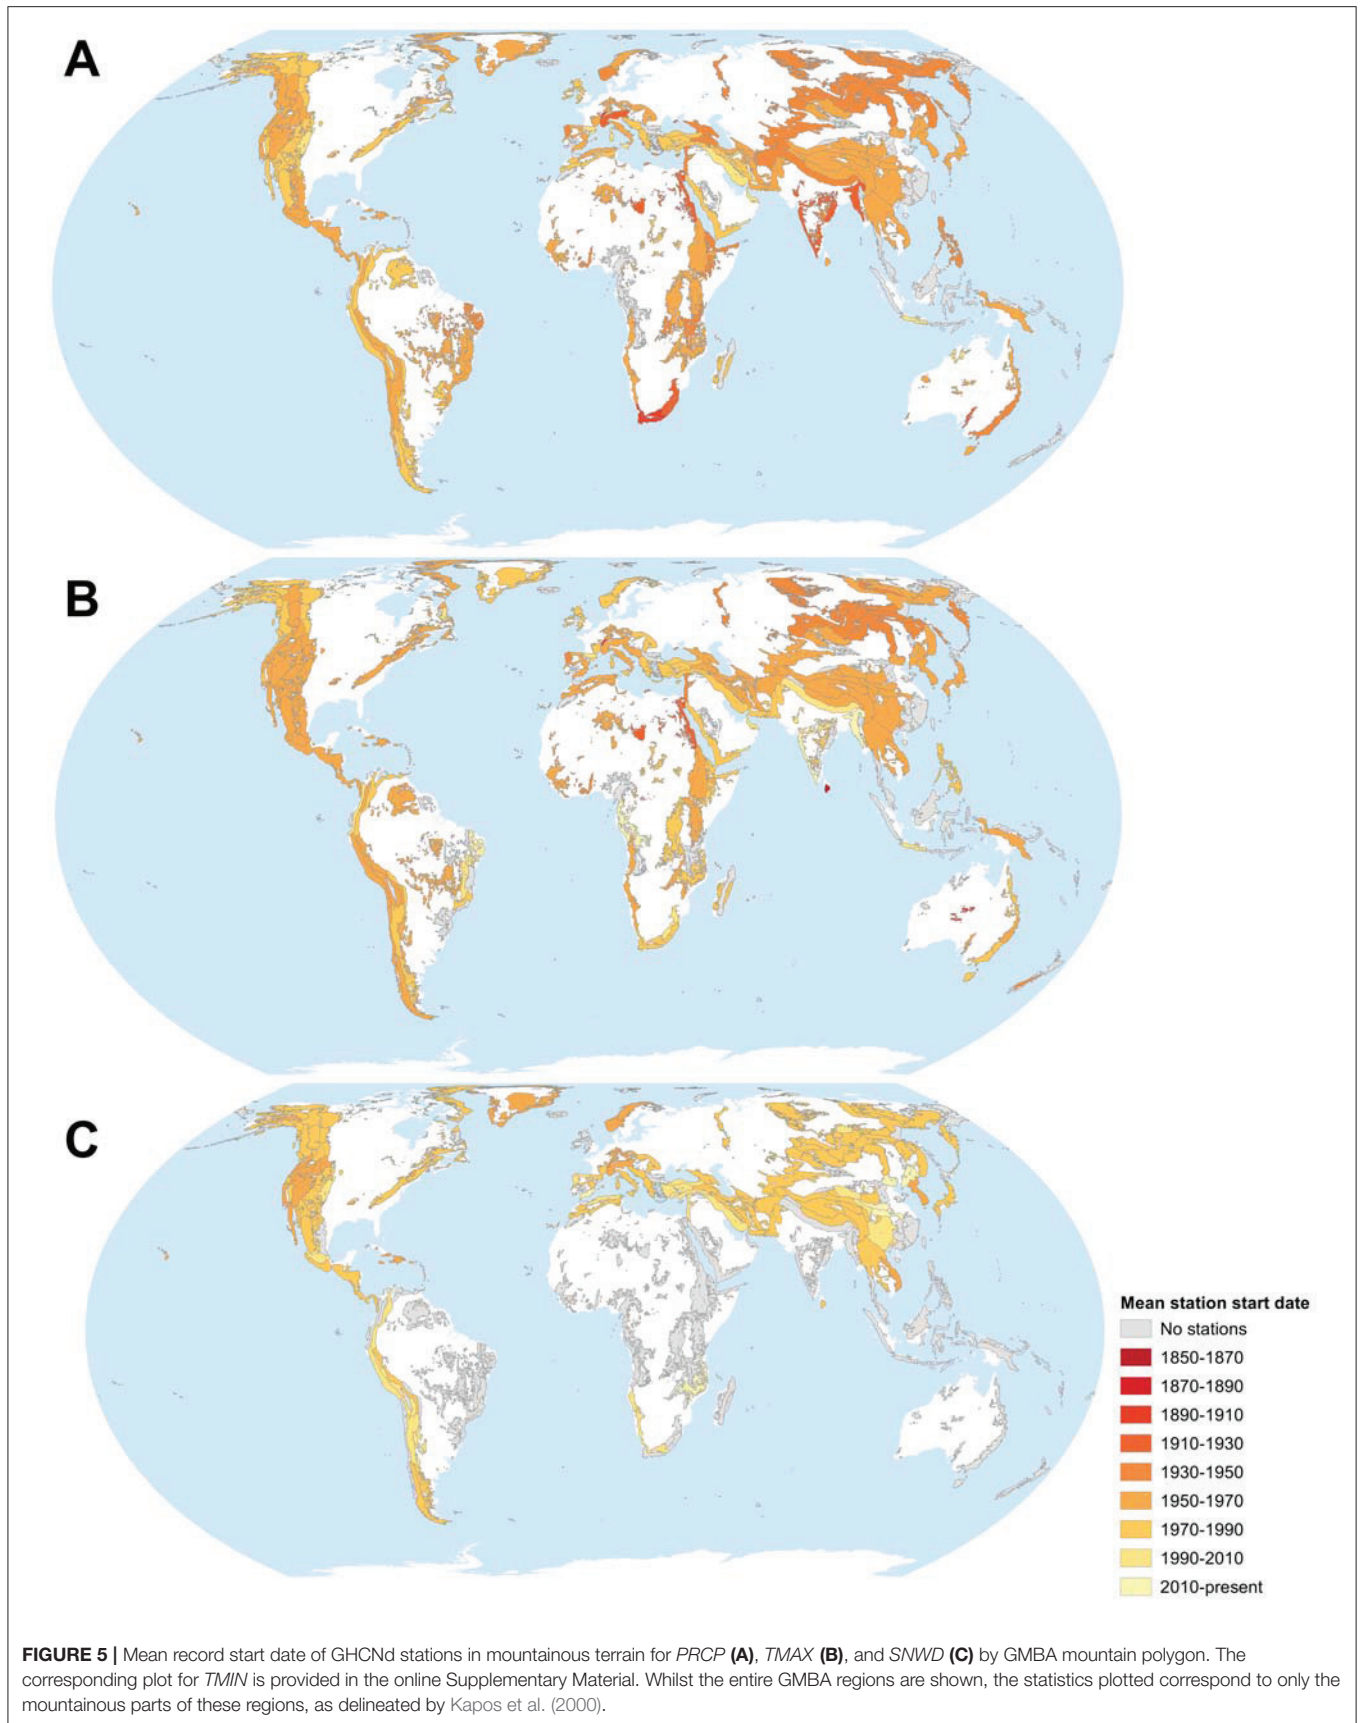 A
B
C
Mean station start date
No stations
1850-1870
1870-1890
1890-1910
1910-1930
1930-1950
1950-1970
1970-1990
1990-2010
2010-present
FIGURE 5 | Mean record start date of GHCNd stations in mountainous terrain for PRCP (A), TMAX (B), and SNWD (C) by GMBA mountain polygon. The
corresponding plot for TMIN is provided in the online Supplementary Material. Whilst the entire GMBA regions are shown, the statistics plotted correspond to only the
mountainous parts of these regions, as delineated by Kapos et al. (2000).